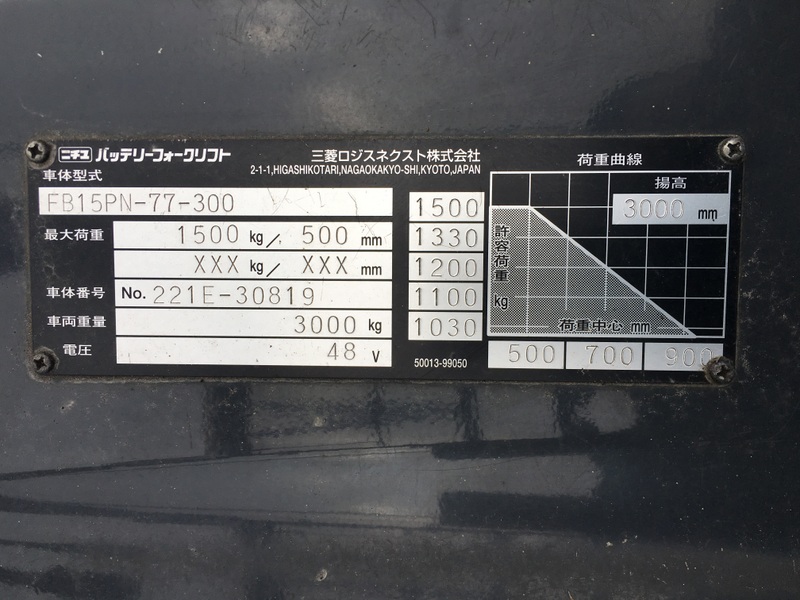 ニチユ バッテリーフォークリフト
三菱ロジスネクスト株式会社
2-1-1,HIGASHIKOTARI,NAGAOKAKYO-SHI,KYOTO,JAPAN
車体型式
FB15PN-77-300
最大荷重 1500 kg/ 500 mm
XXX kg/ XXX mm
車体番号 No. 221E-30819
車両重量 3000 kg
電圧 48 V
荷重曲線
揚高
3000 mm
1500
1330
1200
1100
1030
許容荷重 kg
荷重中心 mm
500 700 900
50013-99050